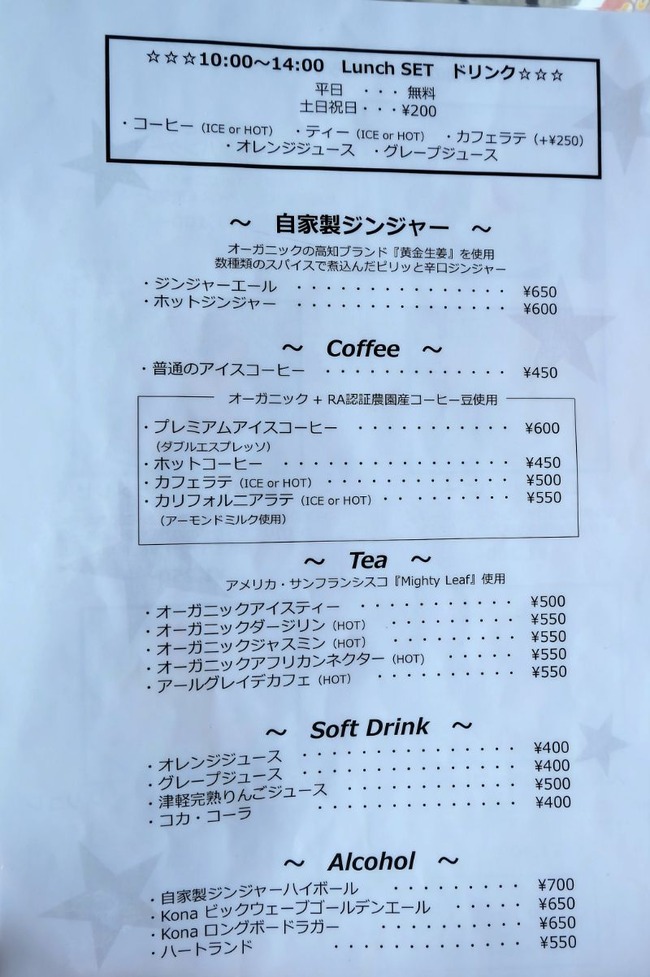 ☆☆☆10:00～14:00 Lunch SET ドリンク☆☆☆
平日 ・・・ 無料
土日祝日・・・¥200
・コーヒー（ICE or HOT） ・ティー（ICE or HOT） ・カフェラテ（+¥250）
・オレンジジュース ・グレープジュース
～ 自家製ジンジャー ～
オーガニックの高知ブランド『黄金生姜』を使用
数種類のスパイスで煮込んだピリッと辛口ジンジャー
・ジンジャーエール ・・・・・・・・・・・・・・・ ¥650
・ホットジンジャー ・・・・・・・・・・・・・・・ ¥600
～ Coffee ～
・普通のアイスコーヒー ・・・・・・・・・・・・・ ¥450
オーガニック + RA認証農園産コーヒー豆使用
・プレミアムアイスコーヒー ・・・・・・・・・・・ ¥600
（ダブルエスプレッソ）
・ホットコーヒー ・・・・・・・・・・・・・・・・ ¥450
・カフェラテ（ICE or HOT） ・・・・・・・・・・・・ ¥500
・カリフォルニアラテ（ICE or HOT） ・・・・・・・・・ ¥550
（アーモンドミルク使用）
～ Tea ～
アメリカ・サンフランシスコ『Mighty Leaf』使用
・オーガニックアイスティー ・・・・・・・・・・・ ¥500
・オーガニックダージリン（HOT） ・・・・・・・・・ ¥550
・オーガニックジャスミン（HOT） ・・・・・・・・・ ¥550
・オーガニックアフリカンネクター（HOT） ・・・・・ ¥550
・アールグレイデカフェ（HOT） ・・・・・・・・・・ ¥550
～ Soft Drink ～
・オレンジジュース ・・・・・・・・・・・・・・・ ¥400
・グレープジュース ・・・・・・・・・・・・・・・ ¥400
・津軽完熟りんごジュース ・・・・・・・・・・・・ ¥500
・コカ・コーラ ・・・・・・・・・・・・・・ ¥400
～ Alcohol ～
・自家製ジンジャーハイボール ・・・・・・・・・ ¥700
・Kona ビックウェーブゴールデンエール ・・・・・ ¥650
・Kona ロングボードラガー ・・・・・・・・・・ ¥650
・ハートランド ・・・・・・・・・・・・・ ¥550